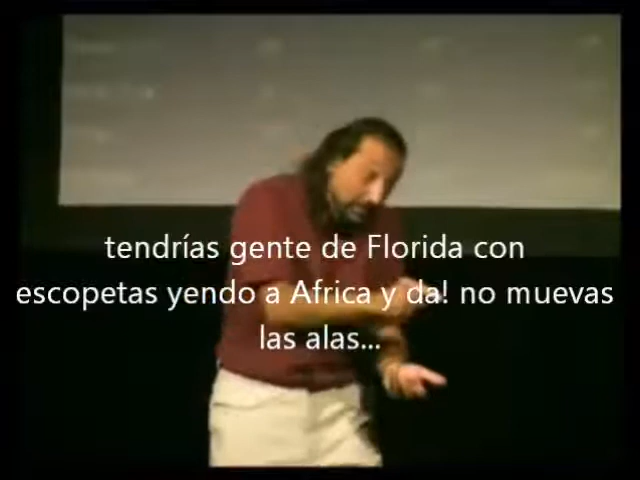 tendrías gente de Florida con
escopetas yendo a Africa y da! no muevas
las alas...